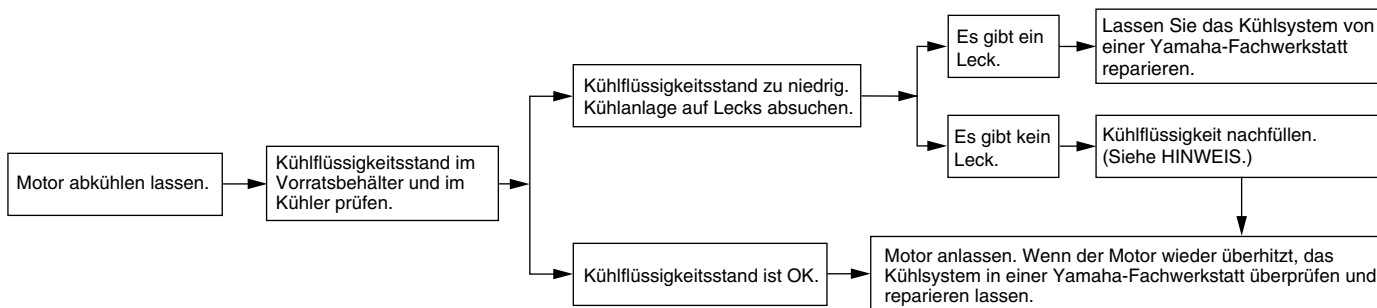 Motor abkühlen lassen.
Kühlflüssigkeitsstand im
Vorratsbehälter und im
Kühler prüfen.
Kühlflüssigkeitsstand zu niedrig.
Kühlanlage auf Lecks absuchen.
Es gibt ein
Leck.
Lassen Sie das Kühlsystem von
einer Yamaha-Fachwerkstatt
reparieren.
Es gibt kein
Leck.
Kühlflüssigkeit nachfüllen.
(Siehe HINWEIS.)
Kühlflüssigkeitsstand ist OK.
Motor anlassen. Wenn der Motor wieder überhitzt, das
Kühlsystem in einer Yamaha-Fachwerkstatt überprüfen und
reparieren lassen.